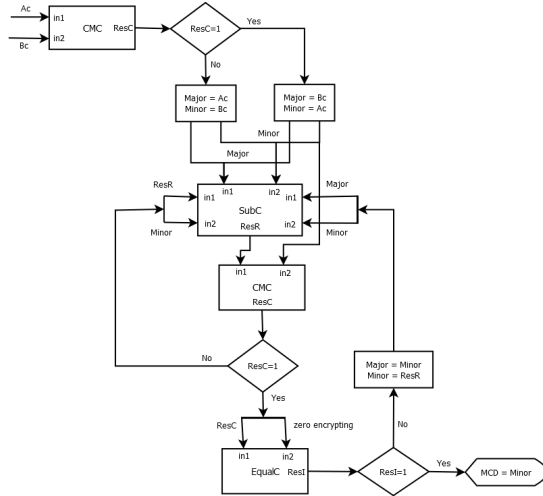 Ac
in1
CMC
ResC
in2
Bc
ResC=1
Yes
No
Major = Ac
Minor = Bc
Major = Bc
Minor = Ac
Minor
Major
ResR
Minor
in1
in2
in1
in1
in2
in2
SubC
ResR
Major
Minor
in1
in2
CMC
ResC
No
ResC=1
Yes
Major = Minor
Minor = ResR
ResC
zero encrypting
No
in1
in2
EqualC
ResI
ResI=1
Yes
MCD = Minor